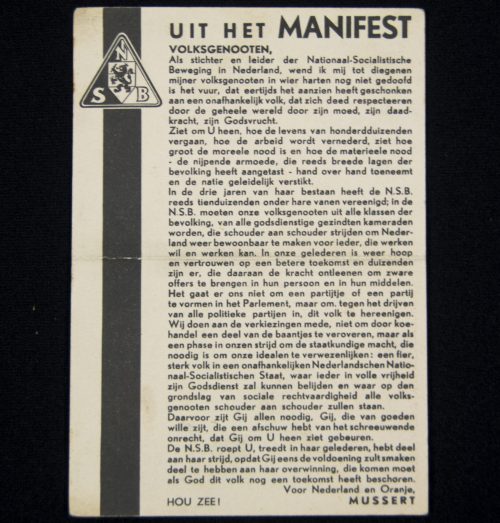 UIT HET MANIFEST
VOLKSGENOOTEN,
Als stichter en leider der Nationaal-Socialistische
Beweging in Nederland, wend ik mij tot diegenen
mijner volksgenooten in wier harten nog niet gedoofd
is het vuur, dat eertijds het aanzien heeft geschonken
aan een onafhankelijk volk, dat zich deed respecteeren
door de geheele wereld door zijn moed, zijn daad-
kracht, zijn Godsvrucht.
Ziet om U heen, hoe de levens van honderdduizenden
vergaan, hoe de arbeid wordt vernederd, ziet hoe
groot de moreele nood is en hoe de materieele nood
- de nijpende armoede, die reeds breede lagen der
bevolking heeft aangetast - hand over hand toeneemt
en de natie geleidelijk verstikt.
In de drie jaren van haar bestaan heeft de N.S.B.
reeds tienduizenden onder hare vanen vereenigd; in de
N.S.B. moeten onze volksgenooten uit alle klassen der
bevolking, van alle godsdienstige gezindten kameraden
worden, die schouder aan schouder strijden om Neder-
land weer bewoonbaar te maken voor ieder, die werken
wil en werken kan. In onze gelederen is weer hoop
en vertrouwen op een betere toekomst en duizenden
zijn er, die daaraan de kracht ontleenen om zware
offers te brengen in hun persoon en in hun middelen.
Het gaat er ons niet om een partijtje of een partij
te vormen in het Parlement, maar om, tegen het drijven
van alle politieke partijen in, dit volk te hereenigen.
Wij doen aan de verkiezingen mede, niet om door koe-
handel een deel van de baantjes te veroveren, maar als
een phase in onzen strijd om de staatkundige macht, die
noodig is om onze idealen te verwezenlijken: een fier,
sterk volk in een onafhankelijken Nederlandschen Natio-
naal-Socialistischen Staat, waar ieder in volle vrijheid
zijn Godsdienst zal kunnen belijden en waar op den
grondslag van sociale rechtvaardigheid alle volks-
genooten schouder aan schouder zullen staan.
Daarvoor zijt Gij allen noodig, Gij, die van goeden
wille zijt, die een afschuw hebt van het schreeuwende
onrecht, dat Gij om U heen ziet gebeuren.
De N.S.B. roept U, treedt in haar gelederen, hebt deel
aan haar strijd, opdat Gij eens de voldoening zult smaken
deel te hebben aan haar overwinning, die komen moet
als God dit volk nog een toekomst heeft beschoren.
Voor Nederland en Oranje,
HOU ZEE! MUSSERT
N
S B